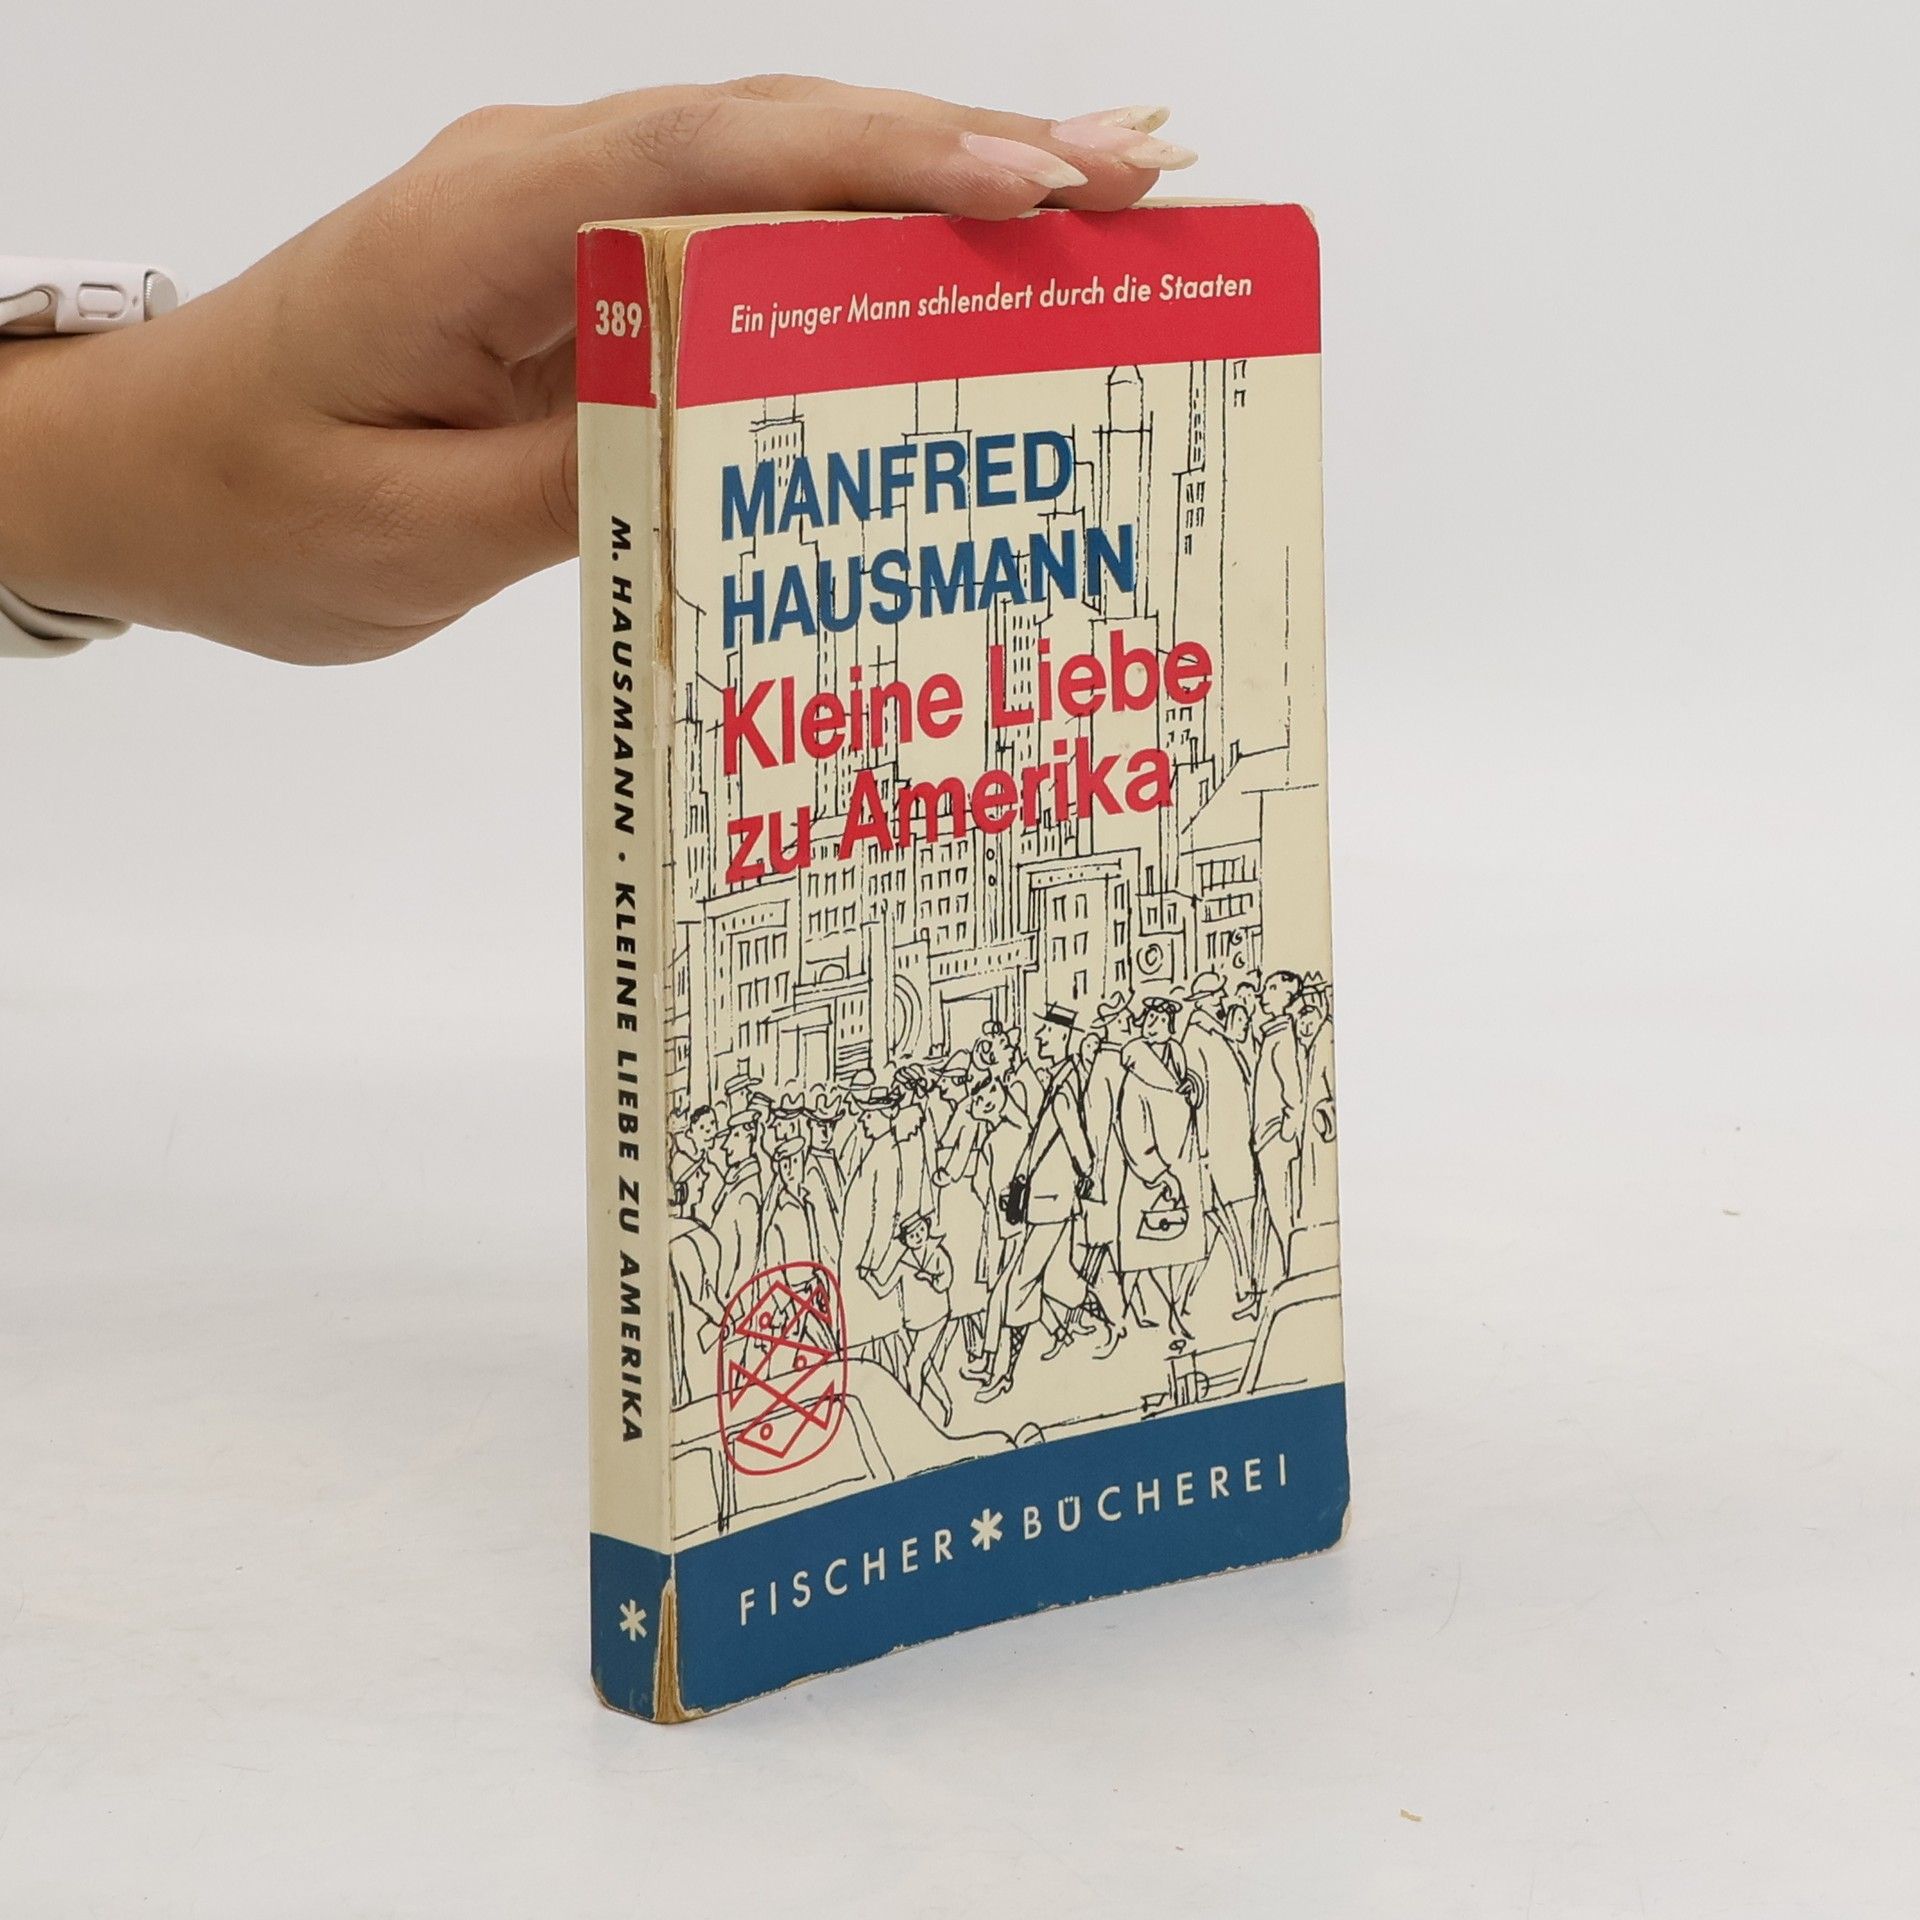 389
M. HAUSMANN · KLEINE LIEBE ZU AMERIKA
*
Ein junger Mann schlendert durch die Staaten
MANFRED
HAUSMANN
Kleine Liebe
zu Amerika
FISCHER * BÜCHEREI